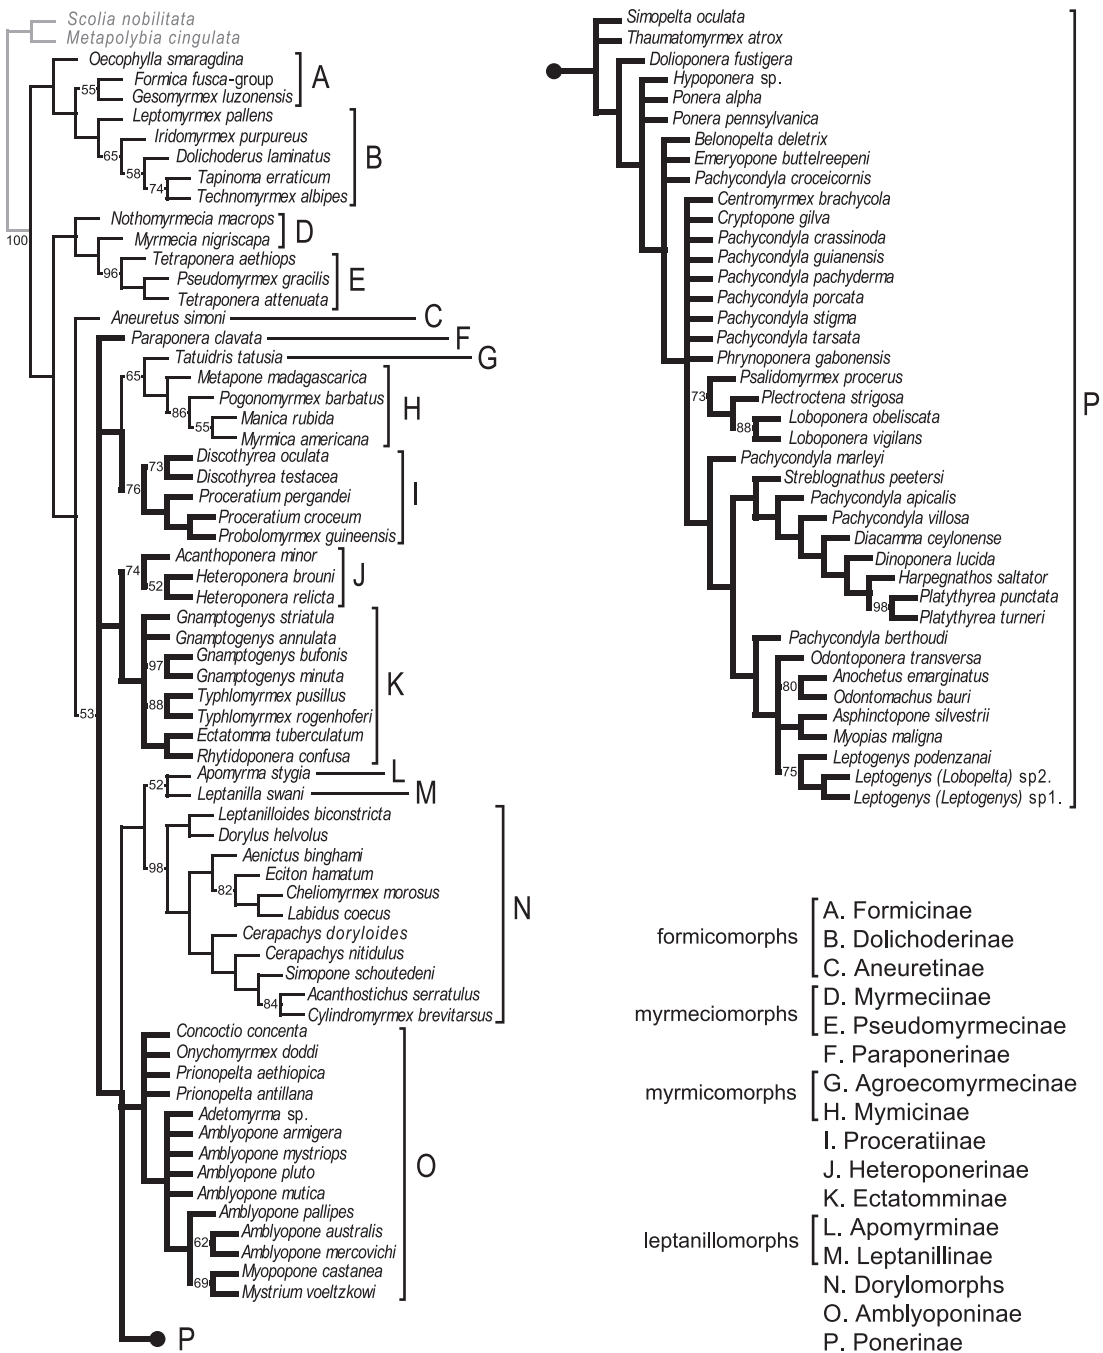 Scolia nobilitata
Metapolybia cingulata
Oecophylla smaragdina
Formica fusca-group
55
Gesomyrmex luzonensis
A
Leptomyrmex pallens
Iridomyrmex purpureus
65
Dolichoderus laminatus
58
Tapinoma erraticum
74
Technomyrmex albipes
B
Nothomyrmecia macrops
100
Myrmecia nigriscapa
D
Tetraponera aethiops
96
Pseudomyrmex gracilis
Tetraponera attenuata
E
Aneuretus simoni
C
Paraponera clavata
F
Tatuidris tatusia
G
65
Metapone madagascarica
Pogonomyrmex barbatus
86
Manica rubida
55
Myrmica americana
H
Discothyrea oculata
73
Discothyrea testacea
76
Proceratium pergandei
Proceratium croceum
Probolomyrmex guineensis
I
Acanthoponera minor
74
Heteroponera brouni
52
Heteroponera relicta
J
Gnamptogenys striatula
Gnamptogenys annulata
Gnamptogenys bufonis
97
Gnamptogenys minuta
Typhlomyrmex pusillus
88
Typhlomyrmex rogenhoferi
Ectatomma tuberculatum
Rhytidoponera confusa
K
53
Apomyrma stygia
L
52
Leptanilla swani
M
Leptanilloides biconstricta
Dorylus helvolus
98
Aenictus binghami
Eciton hamatum
82
Cheliomyrmex morosus
Labidus coecus
Cerapachys doryloides
Cerapachys nitidulus
Simopone schoutedeni
Acanthostichus serratulus
84
Cylindromyrmex brevitarsus
N
Concoctio concenta
Onychomyrmex doddi
Prionopelta aethiopica
Prionopelta antillana
Adetomyrma sp.
Amblyopone armigera
Amblyopone mystriops
Amblyopone pluto
Amblyopone mutica
Amblyopone pallipes
Amblyopone australis
62
Amblyopone mercovichi
Myopopone castanea
69
Mystrium voeltzkowi
O
P
Simopelta oculata
Thaumatomyrmex atrox
Dolioponera fustigera
Hypoponera sp.
Ponera alpha
Ponera pennsylvanica
Belonopelta deletrix
Emeryopone buttelreepeni
Pachycondyla croceicornis
Centromyrmex brachycola
Cryptopone gilva
Pachycondyla crassinoda
Pachycondyla guianensis
Pachycondyla pachyderma
Pachycondyla porcata
Pachycondyla stigma
Pachycondyla tarsata
Phrynoponera gabonensis
Psalidomyrmex procerus
73
Plectroctena strigosa
Loboponera obeliscata
88
Loboponera vigilans
Pachycondyla marleyi
Streblognathus peetersi
Pachycondyla apicalis
Pachycondyla villosa
Diacamma ceylonense
Dinoponera lucida
Harpegnathos saltator
Platythyrea punctata
98
Platythyrea turneri
Pachycondyla berthoudi
Odontoponera transversa
Anochetus emarginatus
80
Odontomachus bauri
Asphinctopone silvestrii
Myopias maligna
Leptogenys podenzanai
75
Leptogenys (Lobopelta) sp2.
Leptogenys (Leptogenys) sp1.
P
A. Formicinae
formicomorphs
B. Dolichoderinae
C. Aneuretinae
D. Myrmeciinae
myrmeciomorphs
E. Pseudomyrmecinae
F. Paraponerinae
G. Agroecomyrmecinae
myrmicomorphs
H. Mymicinae
I. Proceratiinae
J. Heteroponerinae
K. Ectatomminae
L. Apomyrminae
leptanillomorphs
M. Leptanillinae
N. Dorylomorphs
O. Amblyoponinae
P. Ponerinae